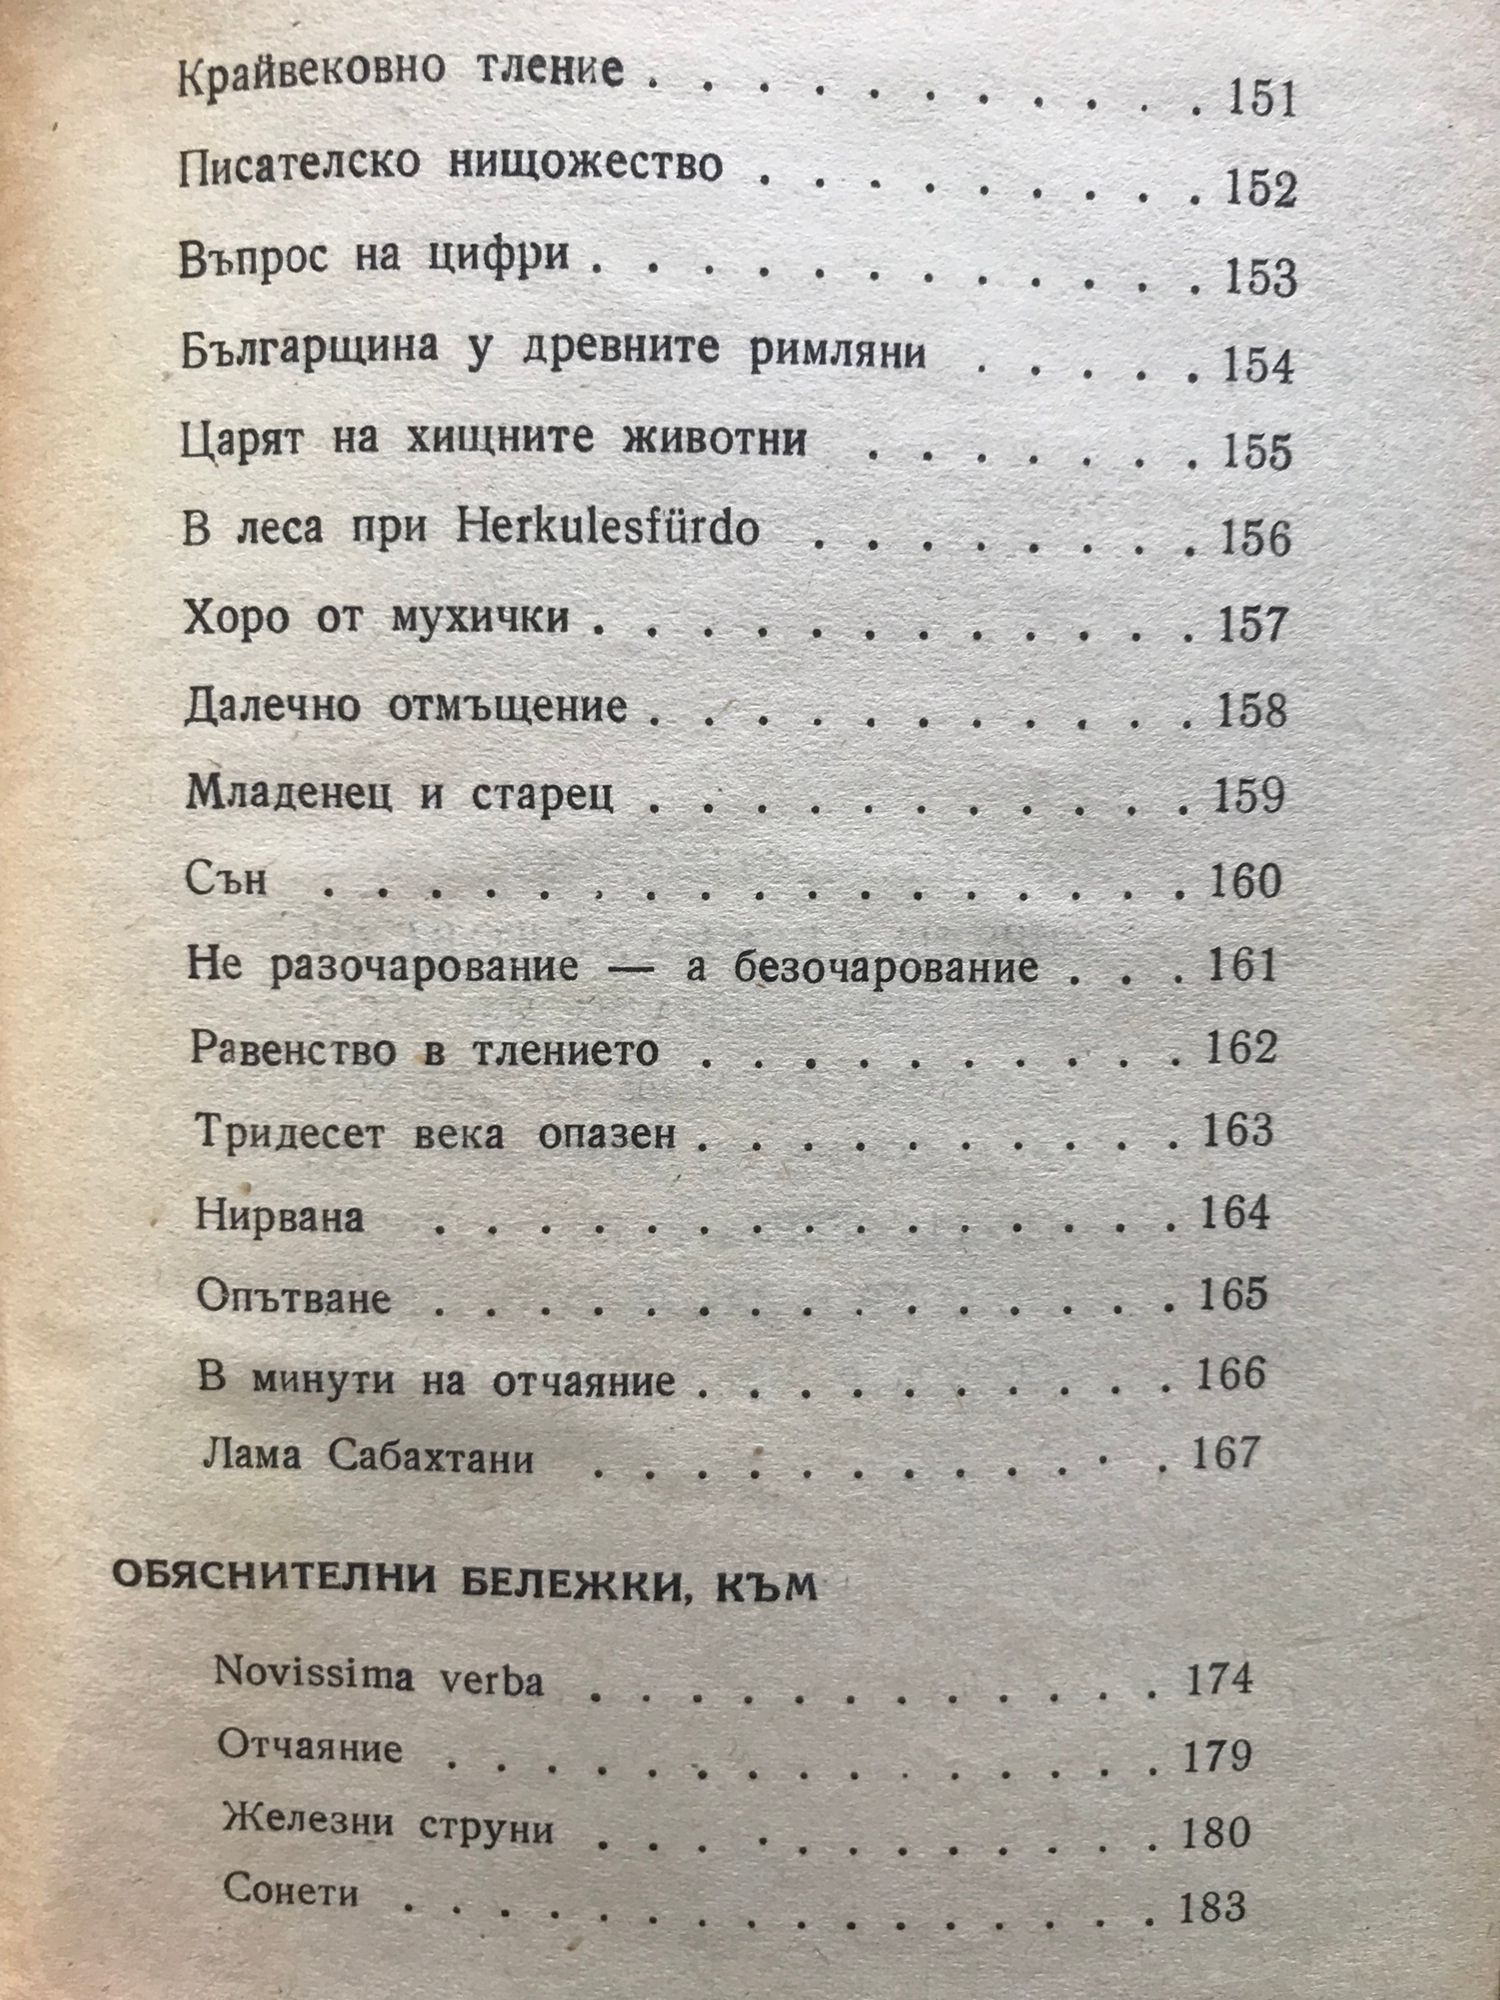 Крайвековно тление . . . . . . . . . . . 151
Писателско нищожество . . . . . . . . . 152
Въпрос на цифри . . . . . . . . . . . . 153
Българщина у древните римляни . . . . . 154
Царят на хищните животни . . . . . . . 155
В леса при Herkulesfürdo . . . . . . . . 156
Хоро от мухички . . . . . . . . . . . . 157
Далечно отмъщение . . . . . . . . . . . 158
Младенец и старец . . . . . . . . . . . 159
Сън . . . . . . . . . . . . . . . . . 160
Не разочарование — а безочарование . . . 161
Равенство в тлението . . . . . . . . . . 162
Тридесет века опазен . . . . . . . . . . 163
Нирвана . . . . . . . . . . . . . . . 164
Опътване . . . . . . . . . . . . . . . 165
В минути на отчаяние . . . . . . . . . . 166
Лама Сабахтани . . . . . . . . . . . . 167
ОБЯСНИТЕЛНИ БЕЛЕЖКИ, КЪМ
Novissima verba . . . . . . . . . . . . 174
Отчаяние . . . . . . . . . . . . . . . 179
Железни струни . . . . . . . . . . . . 180
Сонети . . . . . . . . . . . . . . . . 183